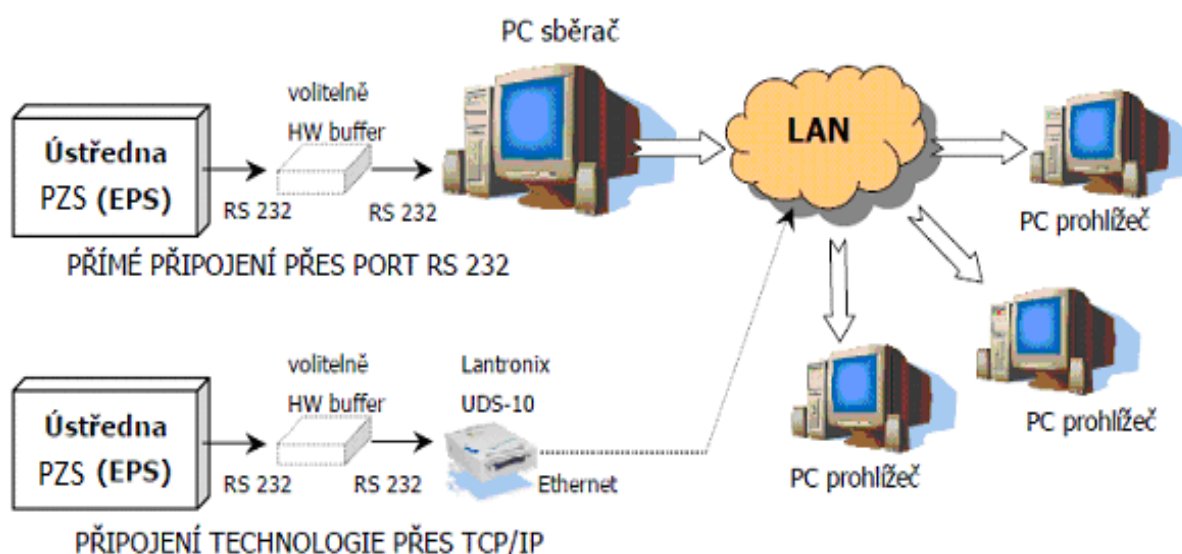 PC sběrač
volitelně
HW buffer
Ústředna
PZS (EPS)
RS 232
RS 232
LAN
PC prohlížeč
PŘÍMÉ PŘIPOJENÍ PŘES PORT RS 232
volitelně
HW buffer
Lantronix
UDS-10
Ústředna
PZS (EPS)
RS 232
RS 232
Ethernet
PC prohlížeč
PC prohlížeč
PŘIPOJENÍ TECHNOLOGIE PŘES TCP/IP